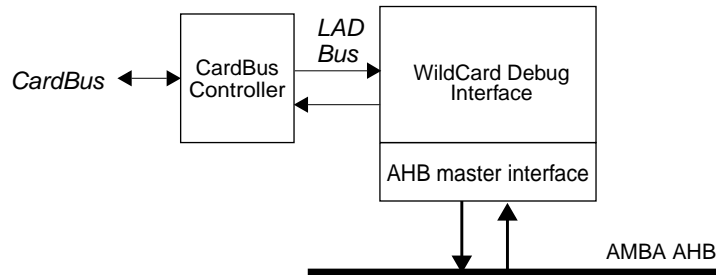 LAD
Bus
CardBus
CardBus
Controller
WildCard Debug
Interface
AHB master interface
AMBA AHB